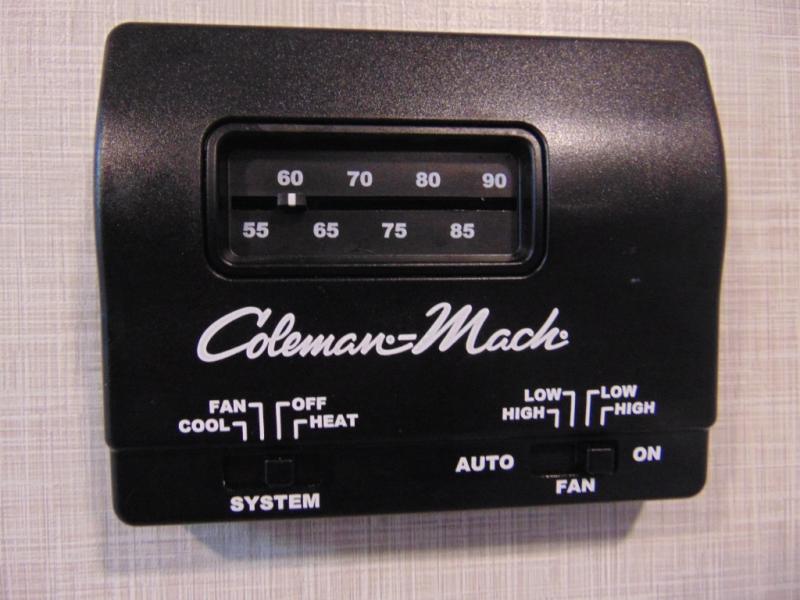 60 70 80 90
55 65 75 85
Coleman-Mach
FAN OFF
COOL HEAT
SYSTEM
LOW LOW
HIGH HIGH
AUTO ON
FAN